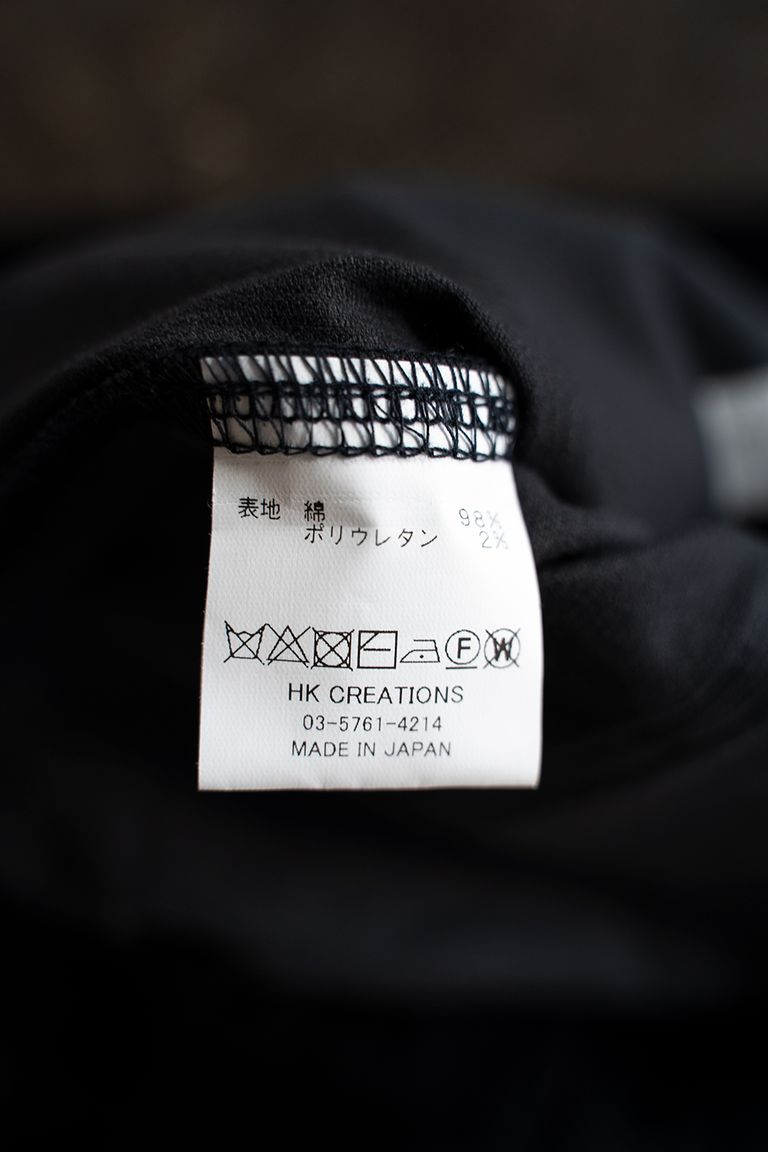 表地 綿 98%
ポリウレタン 2%
F W
HK CREATIONS
03-5761-4214
MADE IN JAPAN